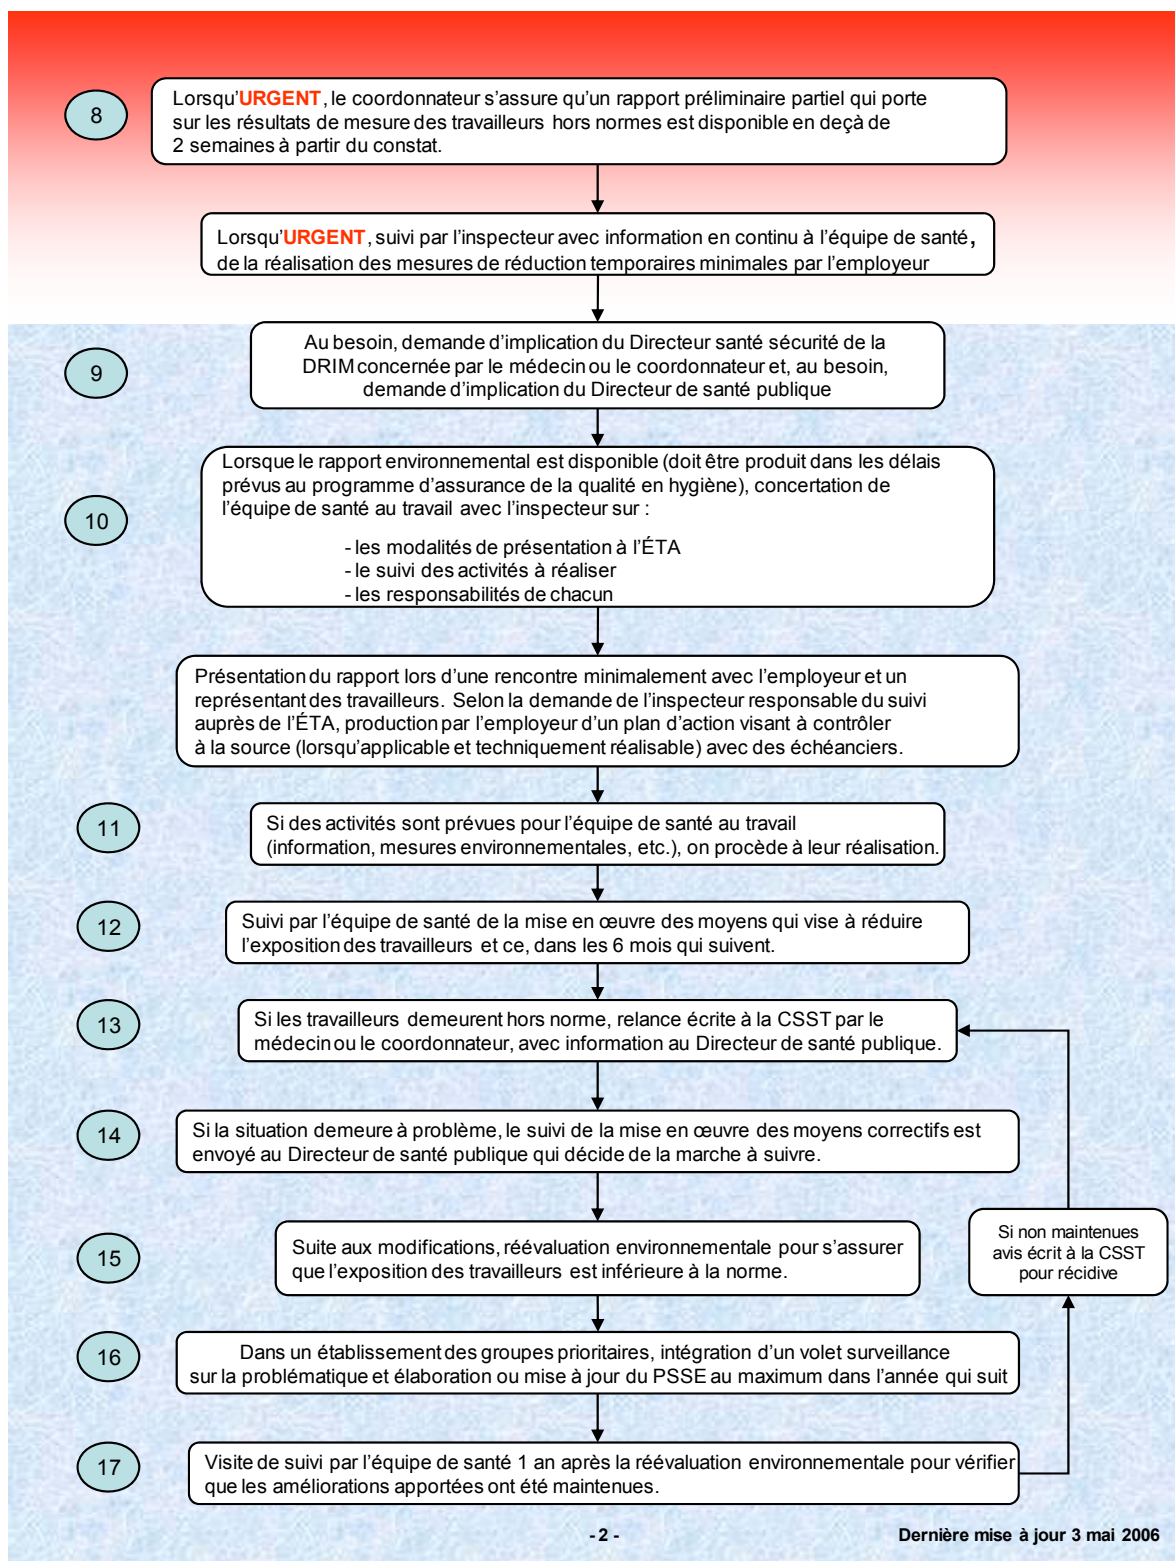 8
Lorsqu'URGENT, le coordonnateur s'assure qu'un rapport préliminaire partiel qui porte
sur les résultats de mesure des travailleurs hors normes est disponible en deçà de
2 semaines à partir du constat.
Lorsqu'URGENT, suivi par l'inspecteur avec information en continu à l'équipe de santé,
de la réalisation des mesures de réduction temporaires minimales par l'employeur
9
Au besoin, demande d'implication du Directeur santé sécurité de la
DRIM concernée par le médecin ou le coordonnateur et, au besoin,
demande d'implication du Directeur de santé publique
10
Lorsque le rapport environnemental est disponible (doit être produit dans les délais
prévus au programme d'assurance de la qualité en hygiène), concertation de
l'équipe de santé au travail avec l'inspecteur sur :
- les modalités de présentation à l'ÉTA
- le suivi des activités à réaliser
- les responsabilités de chacun
Présentation du rapport lors d'une rencontre minimalement avec l'employeur et un
représentant des travailleurs. Selon la demande de l'inspecteur responsable du suivi
auprès de l'ÉTA, production par l'employeur d'un plan d'action visant à contrôler
à la source (lorsqu'applicable et techniquement réalisable) avec des échéanciers.
11
Si des activités sont prévues pour l'équipe de santé au travail
(information, mesures environnementales, etc.), on procède à leur réalisation.
12
Suivi par l'équipe de santé de la mise en œuvre des moyens qui vise à réduire
l'exposition des travailleurs et ce, dans les 6 mois qui suivent.
13
Si les travailleurs demeurent hors norme, relance écrite à la CSST par le
médecin ou le coordonnateur, avec information au Directeur de santé publique.
14
Si la situation demeure à problème, le suivi de la mise en œuvre des moyens correctifs est
envoyé au Directeur de santé publique qui décide de la marche à suivre.
15
Suite aux modifications, réévaluation environnementale pour s'assurer
que l'exposition des travailleurs est inférieure à la norme.
Si non maintenues
avis écrit à la CSST
pour récidive
16
Dans un établissement des groupes prioritaires, intégration d'un volet surveillance
sur la problématique et élaboration ou mise à jour du PSSE au maximum dans l'année qui suit
17
Visite de suivi par l'équipe de santé 1 an après la réévaluation environnementale pour vérifier
que les améliorations apportées ont été maintenues.
- 2 -
Dernière mise à jour 3 mai 2006